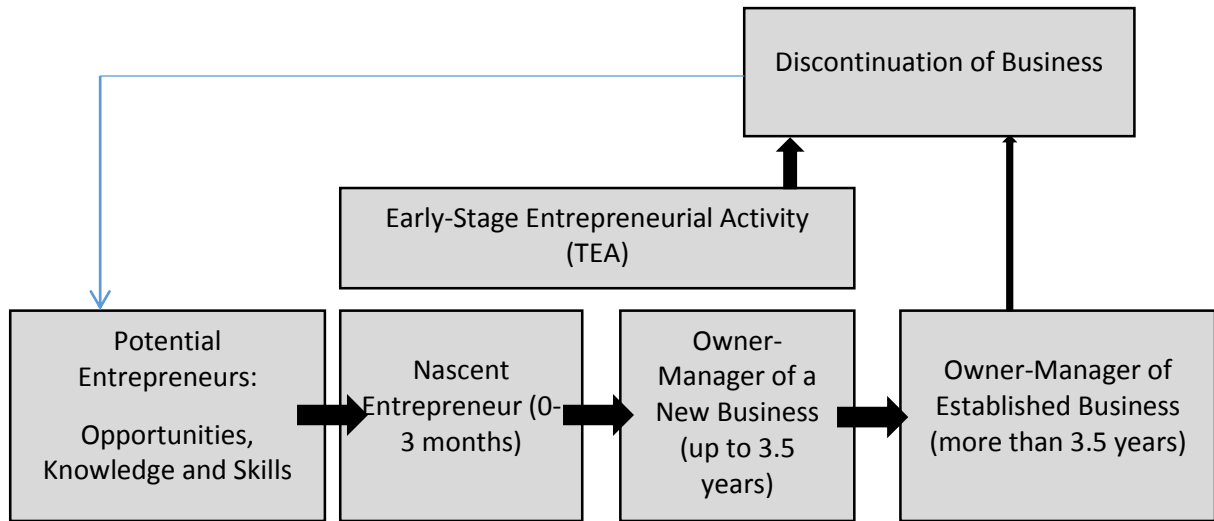 Discontinuation of Business
Early-Stage Entrepreneurial Activity
(TEA)
Potential
Entrepreneurs:
Opportunities,
Knowledge and Skills
Nascent
Entrepreneur (0-
3 months)
Owner-
Manager of a
New Business
(up to 3.5
years)
Owner-Manager of
Established Business
(more than 3.5 years)